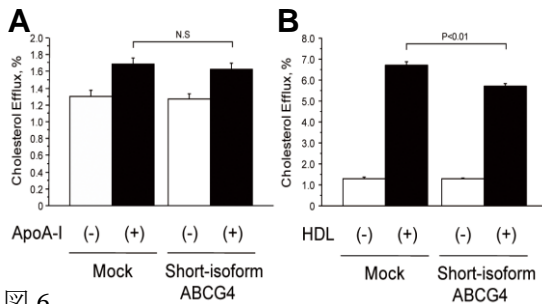 A
N.S
Cholesterol Efflux, %
2.0
1.8
1.6
1.4
1.2
1.0
0.8
0.6
0.4
0.2
0
ApoA-I (-) (+) (-) (+)
Mock Short-isoform
ABCG4
B
P<0.01
Cholesterol Efflux, %
8.0
7.0
6.0
5.0
4.0
3.0
2.0
1.0
0
HDL (-) (+) (-) (+)
Mock Short-isoform
ABCG4
図 6